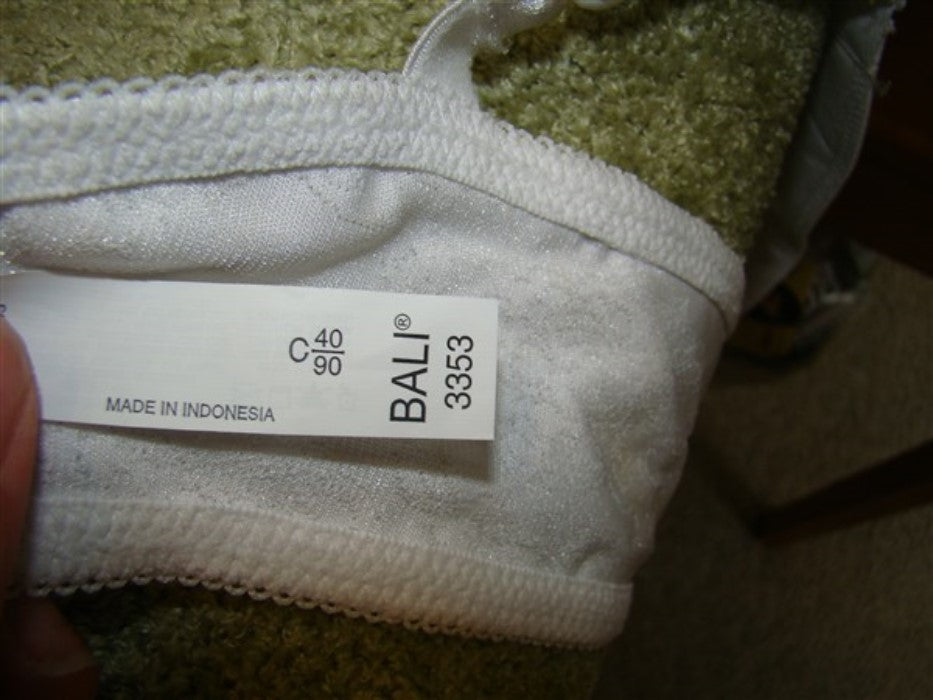 C 40/90
MADE IN INDONESIA
BALI®
3353